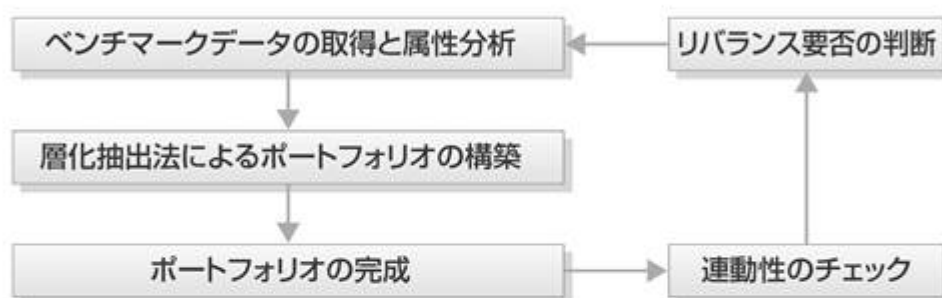 ベンチマークデータの取得と属性分析
リバランス要否の判断
層化抽出法によるポートフォリオの構築
ポートフォリオの完成
連動性のチェック